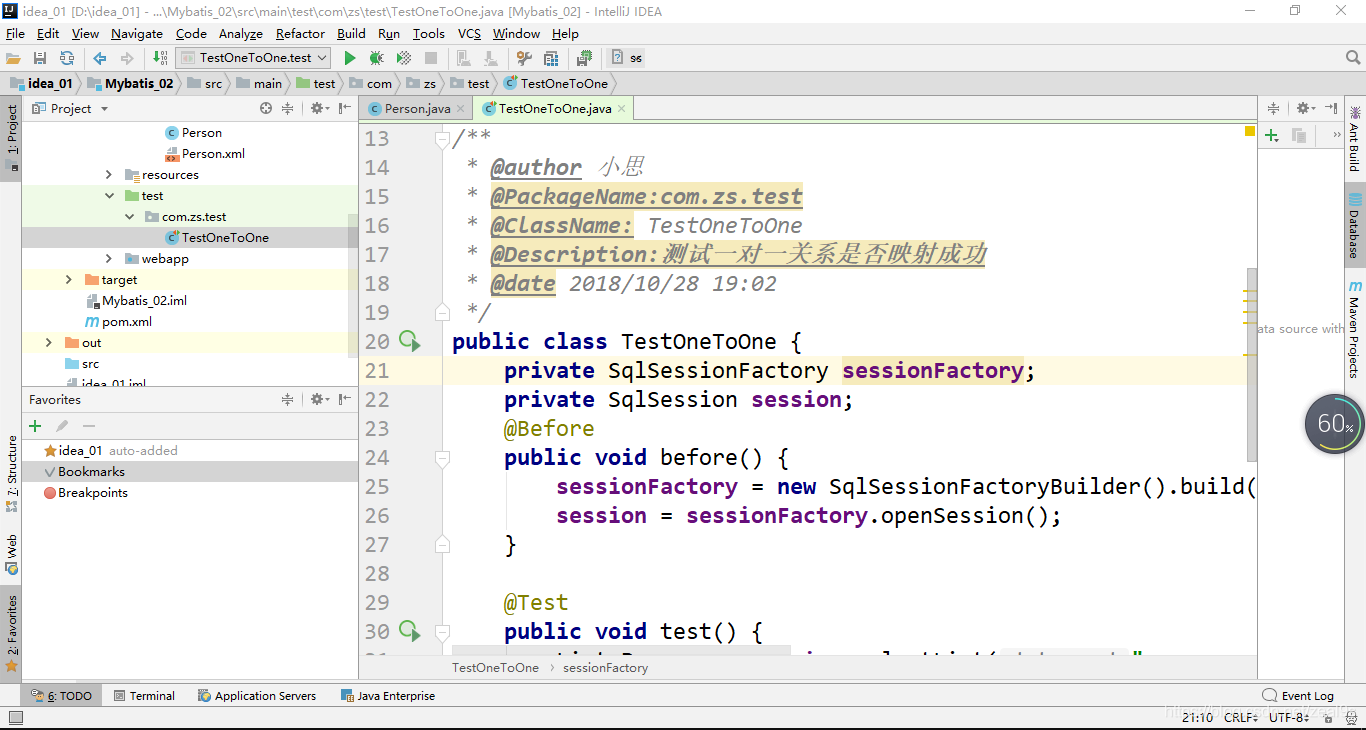 idea_01 [D:\idea_01] - ...\Mybatis_02\src\main\test\com\zs\test\TestOneToOne.java [Mybatis_02] - IntelliJ IDEA
File Edit View Navigate Code Analyze Refactor Build Run Tools VCS Window Help
TestOneToOne.test
idea_01 Mybatis_02 src main test com zs test TestOneToOne
1: Project
Project
Person
Person.xml
resources
test
com.zs.test
TestOneToOne
webapp
target
Mybatis_02.iml
pom.xml
out
src
idea_01.iml
Favorites
idea_01 auto-added
Bookmarks
Breakpoints
7: Structure
Web
2: Favorites
Person.java TestOneToOne.java
13 /**
14 * @author 小思
15 * @PackageName:com.zs.test
16 * @ClassName: TestOneToOne
17 * @Description:测试一对一关系是否映射成功
18 * @date 2018/10/28 19:02
19 */
20 public class TestOneToOne {
21 private SqlSessionFactory sessionFactory;
22 private SqlSession session;
23 @Before
24 public void before() {
25 sessionFactory = new SqlSessionFactoryBuilder().build(
26 session = sessionFactory.openSession();
27 }
28
29 @Test
30 public void test() {
TestOneToOne sessionFactory
ata source with
Ant Build
Database
Maven Projects
60%
6: TODO Terminal Application Servers Java Enterprise Event Log
21:10 CRLF UTF-8